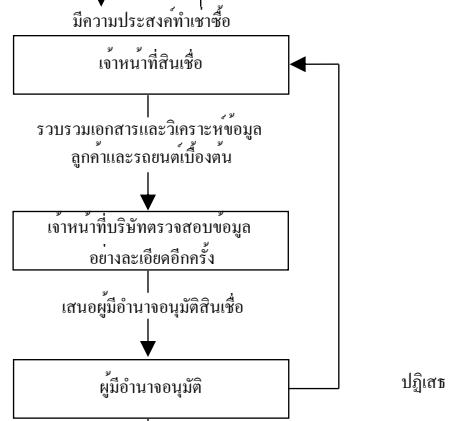 มีความประสงค์ทำเช่าซื้อ
เจ้าหน้าที่สินเชื่อ
รวบรวมเอกสารและวิเคราะห์ข้อมูล
ลูกค้าและรถยนต์เบื้องต้น
เจ้าหน้าที่บริษัทตรวจสอบข้อมูล
อย่างละเอียดอีกครั้ง
เสนอผู้มีอำนาจอนุมัติสินเชื่อ
ผู้มีอำนาจอนุมัติ
ปฏิเสธ